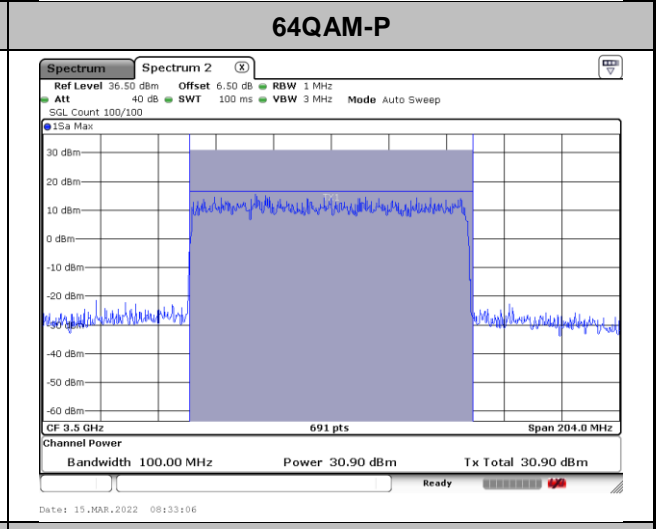 64QAM-P
Spectrum Spectrum 2 X
Ref Level 36.50 dBm Offset 6.50 dB RBW 1 MHz
Att 40 dB SWT 100 ms VBW 3 MHz Mode Auto Sweep
SGL Count 100/100
1Sa Max
30 dBm
20 dBm
10 dBm
0 dBm
-10 dBm
-20 dBm
-30 dBm
-40 dBm
-50 dBm
-60 dBm
CF 3.5 GHz 691 pts Span 204.0 MHz
Channel Power
Bandwidth 100.00 MHz Power 30.90 dBm Tx Total 30.90 dBm
Ready
Date: 15.MAR.2022 08:33:06